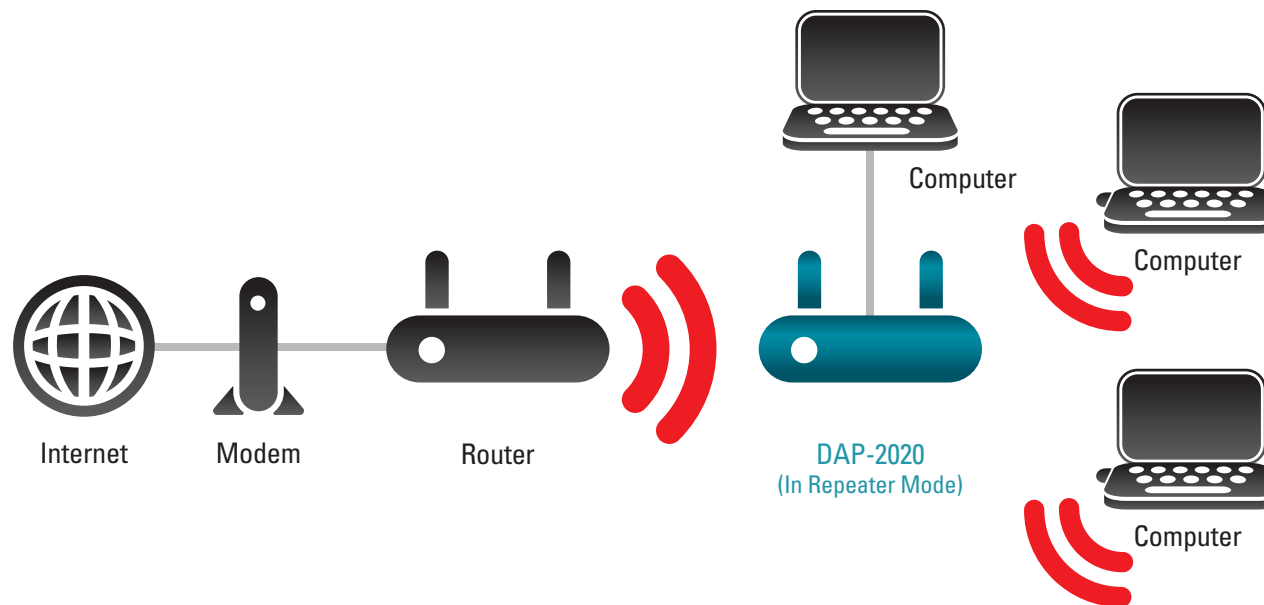 Computer
Computer
Internet
Modem
Router
DAP-2020
(In Repeater Mode)
Computer